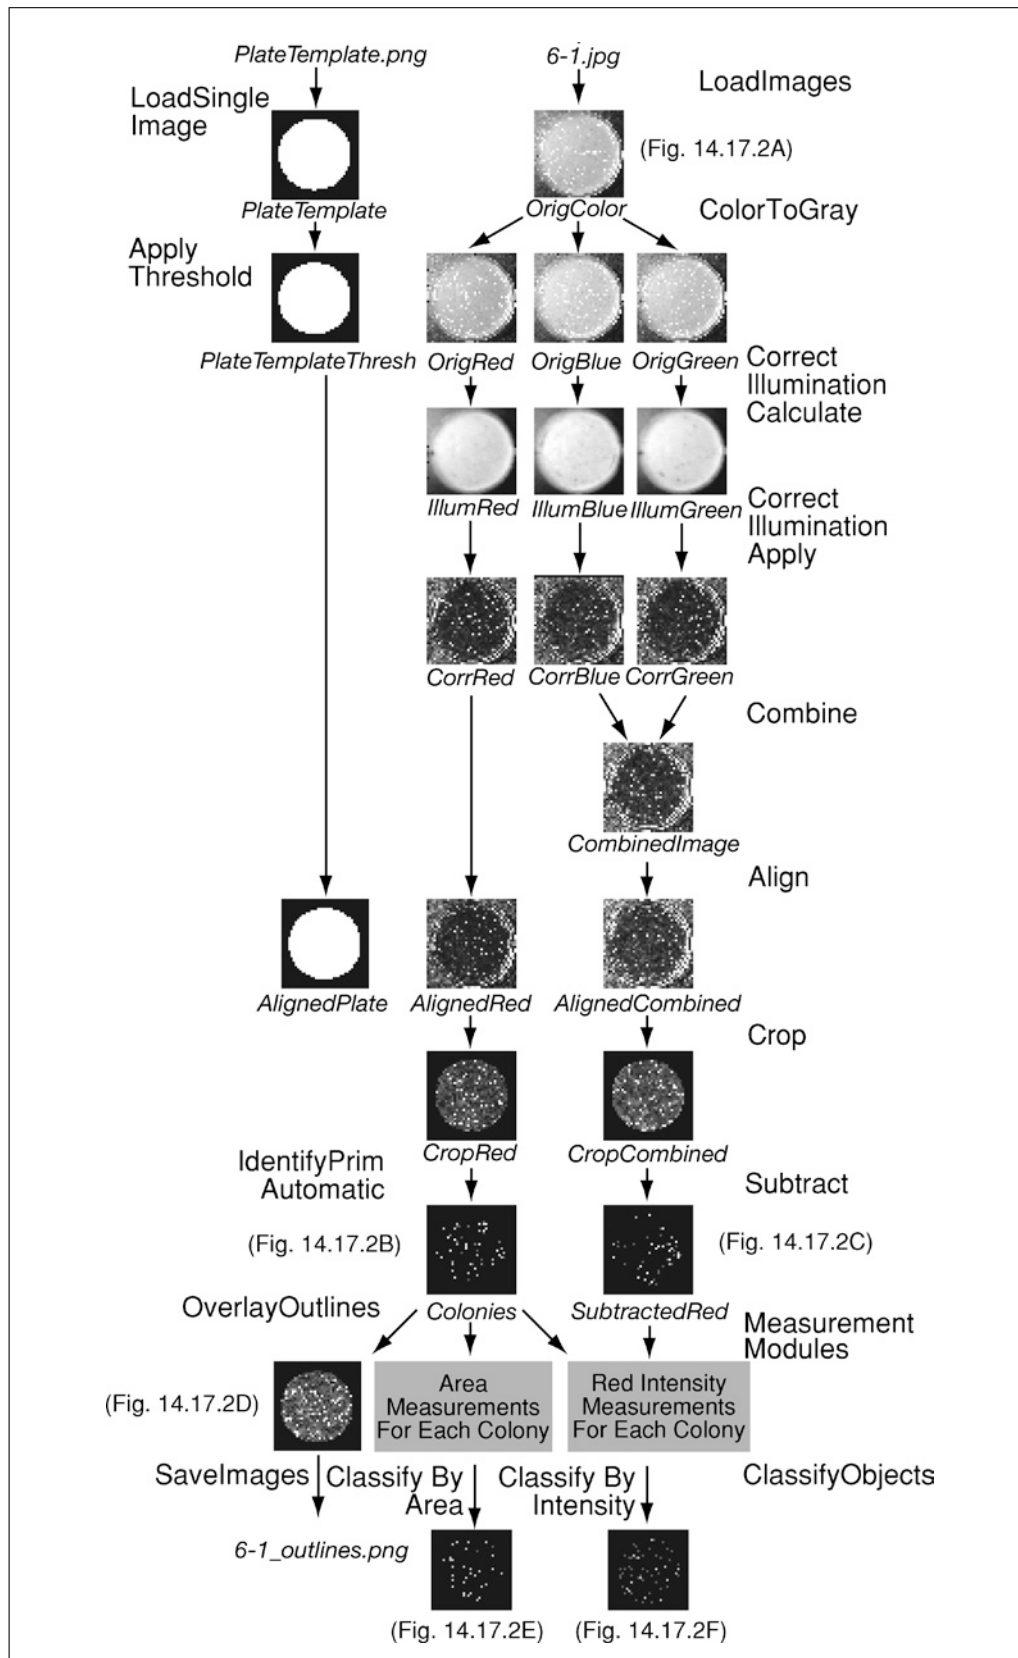 PlateTemplate.png
6-1.jpg
LoadImages
LoadSingle
Image
(Fig. 14.17.2A)
PlateTemplate
OrigColor
ColorToGray
Apply
Threshold
PlateTemplateThresh
OrigRed
OrigBlue
OrigGreen
Correct
Illumination
Calculate
IllumRed
IllumBlue
IllumGreen
Correct
Illumination
Apply
CorrRed
CorrBlue
CorrGreen
Combine
CombinedImage
Align
AlignedPlate
AlignedRed
AlignedCombined
Crop
CropRed
CropCombined
IdentifyPrim
Automatic
Subtract
(Fig. 14.17.2B)
(Fig. 14.17.2C)
OverlayOutlines
Colonies
SubtractedRed
Measurement
Modules
(Fig. 14.17.2D)
Area
Measurements
For Each Colony
Red Intensity
Measurements
For Each Colony
SaveImages
Classify By
Area
Classify By
Intensity
ClassifyObjects
6-1_outlines.png
(Fig. 14.17.2E)
(Fig. 14.17.2F)